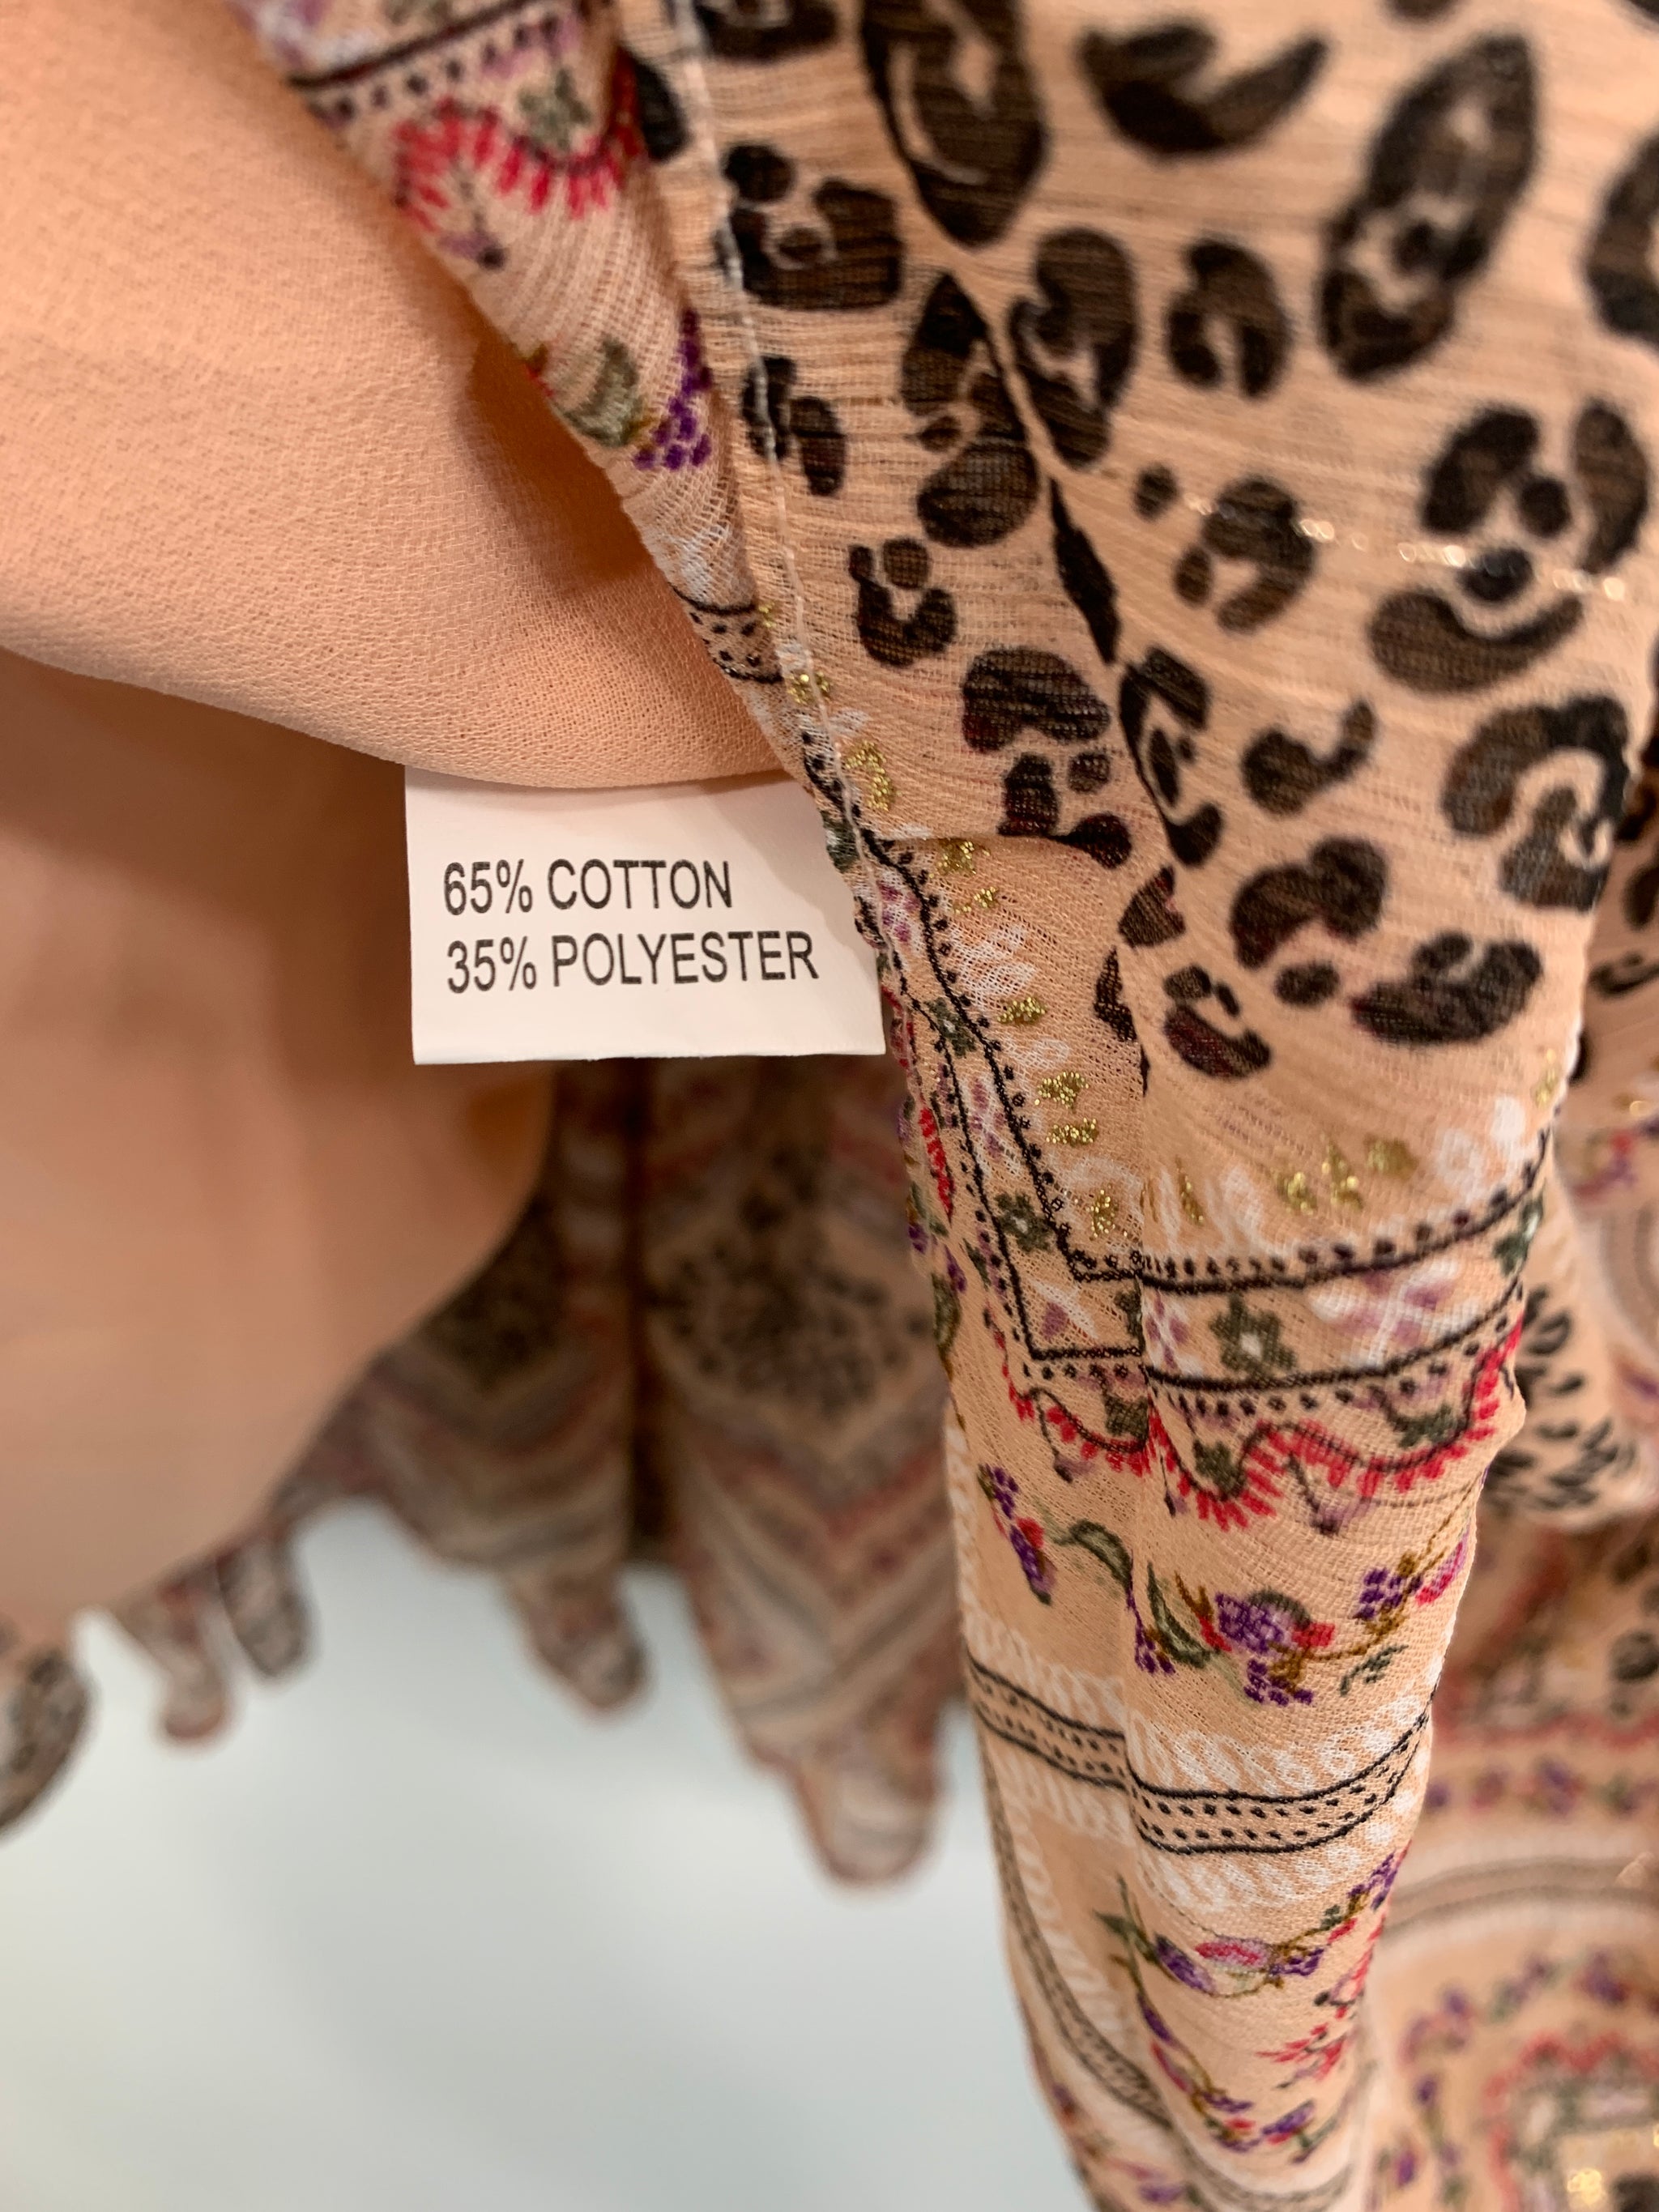 65% COTTON
35% POLYESTER